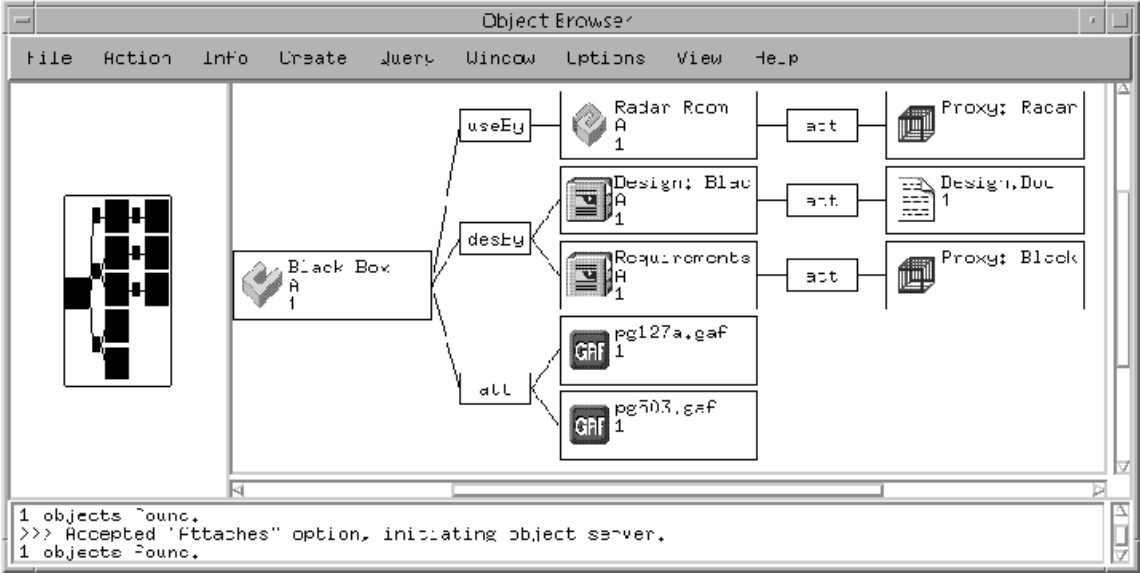 Object Browser
File Action Info Create Query Window Options View Help
Radar Room
A
1
useBy
att
Proxy: Radar
Design: Blac
A
1
att
Design.Doc
1
desBy
Requirements
A
1
att
Proxy: Black
Black Box
A
1
pg127a.gaf
1
GAF
att
pg503.gaf
1
GAF
1 objects found.
>>> Accepted "Attaches" option, initiating object server.
1 objects found.